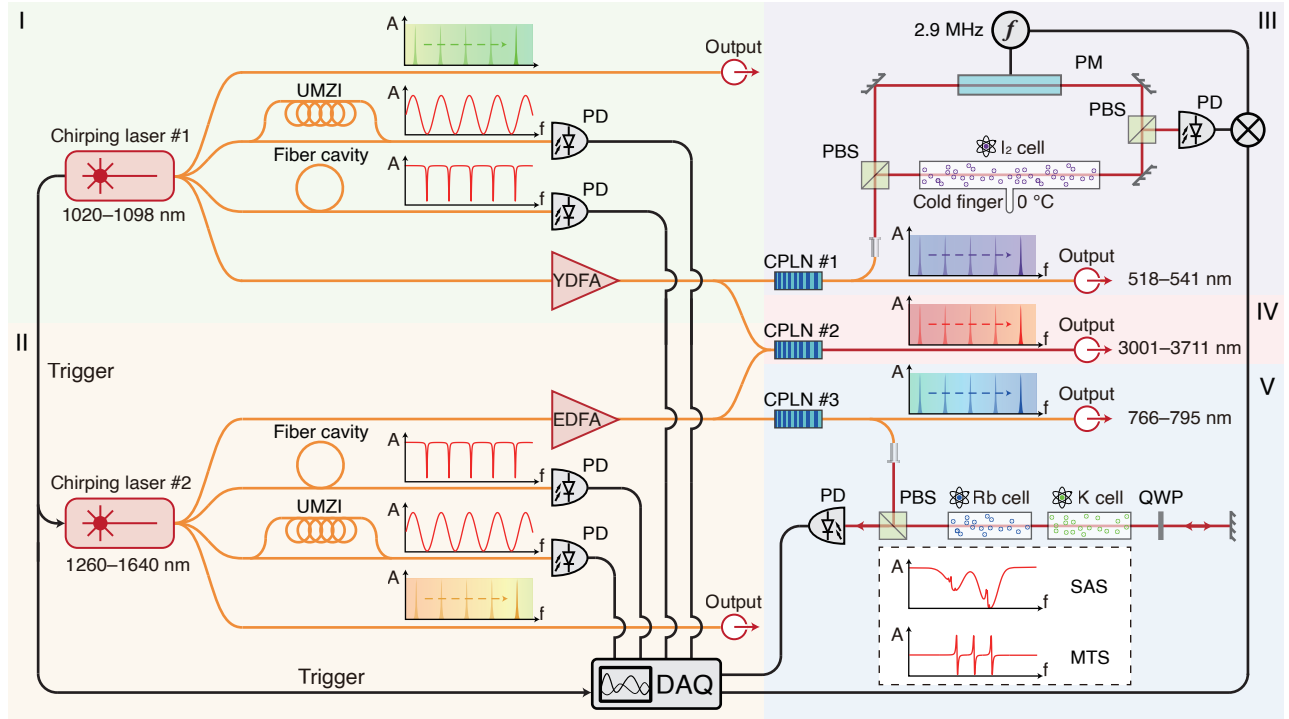 I
A
f
Output
UMZI
A
f
PD
Chirping laser #1
Fiber cavity
A
f
PD
1020–1098 nm
YDFA
III
2.9 MHz
f
PM
PBS
PD
PBS
I₂ cell
Cold finger
0 °C
CPLN #1
A
f
Output
518–541 nm
IV
CPLN #2
A
f
Output
3001–3711 nm
II
Trigger
EDFA
Fiber cavity
A
f
PD
Chirping laser #2
UMZI
A
f
PD
1260–1640 nm
A
f
Output
Trigger
DAQ
V
CPLN #3
A
f
Output
766–795 nm
PD
PBS
Rb cell
K cell
QWP
A
f
SAS
A
f
MTS